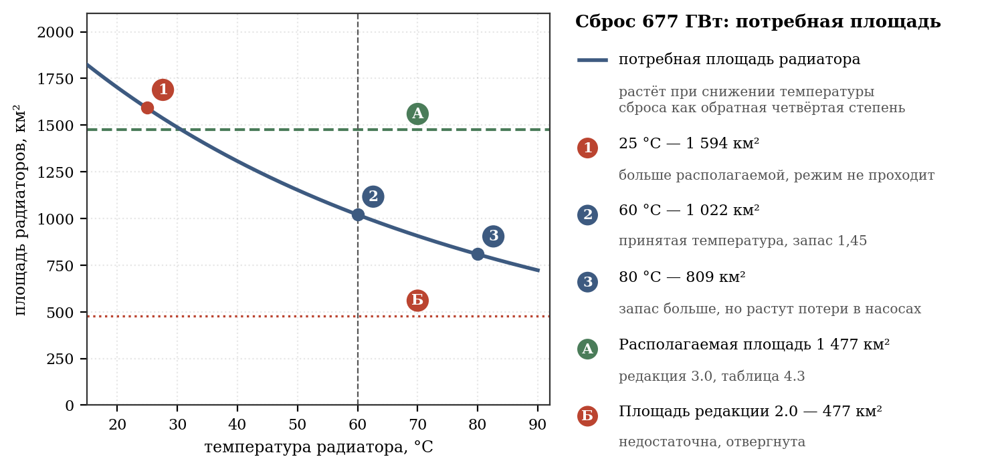 Сброс 677 ГВт: потребная площадь
2000
1750
1500
1250
1000
750
500
250
0
площадь радиаторов, км²
20
30
40
50
60
70
80
90
температура радиатора, °C
1
2
3
А
Б
потребная площадь радиатора
растёт при снижении температуры
сброса как обратная четвёртая степень
1
25 °C — 1 594 км²
больше располагаемой, режим не проходит
2
60 °C — 1 022 км²
принятая температура, запас 1,45
3
80 °C — 809 км²
запас больше, но растут потери в насосах
А
Располагаемая площадь 1 477 км²
редакция 3.0, таблица 4.3
Б
Площадь редакции 2.0 — 477 км²
недостаточна, отвергнута